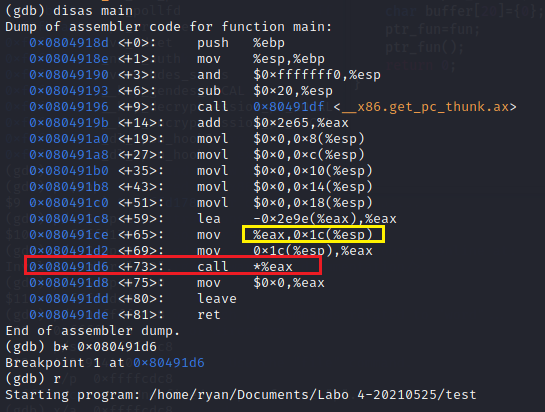 (gdb) disas main
Dump of assembler code for function main:
0×0804918d <+0>: push %ebp
0×0804918e <+1>: mov %esp,%ebp
0×08049190 <+3>: and $0×fffffff0,%esp
0×08049193 <+6>: sub $0×20,%esp
0×08049196 <+9>: call 0×80491df <__x86.get_pc_thunk.ax>
0×0804919b <+14>: add $0×2e65,%eax
0×080491a0 <+19>: movl $0×0,0×8(%esp)
0×080491a8 <+27>: movl $0×0,0×c(%esp)
0×080491b0 <+35>: movl $0×0,0×10(%esp)
0×080491b8 <+43>: movl $0×0,0×14(%esp)
0×080491c0 <+51>: movl $0×0,0×18(%esp)
0×080491c8 <+59>: lea -0×2e9e(%eax),%eax
0×080491ce <+65>: mov %eax,0×1c(%esp)
0×080491d2 <+69>: mov 0×1c(%esp),%eax
0×080491d6 <+73>: call *%eax
0×080491d8 <+75>: mov $0×0,%eax
0×080491dd <+80>: leave
0×080491de <+81>: ret
End of assembler dump.
(gdb) b* 0×080491d6
Breakpoint 1 at 0×80491d6
(gdb) r
Starting program: /home/ryan/Documents/Labo 4-20210525/test
char buffer[20]={0};
ptr_fun=fun;
ptr_fun();